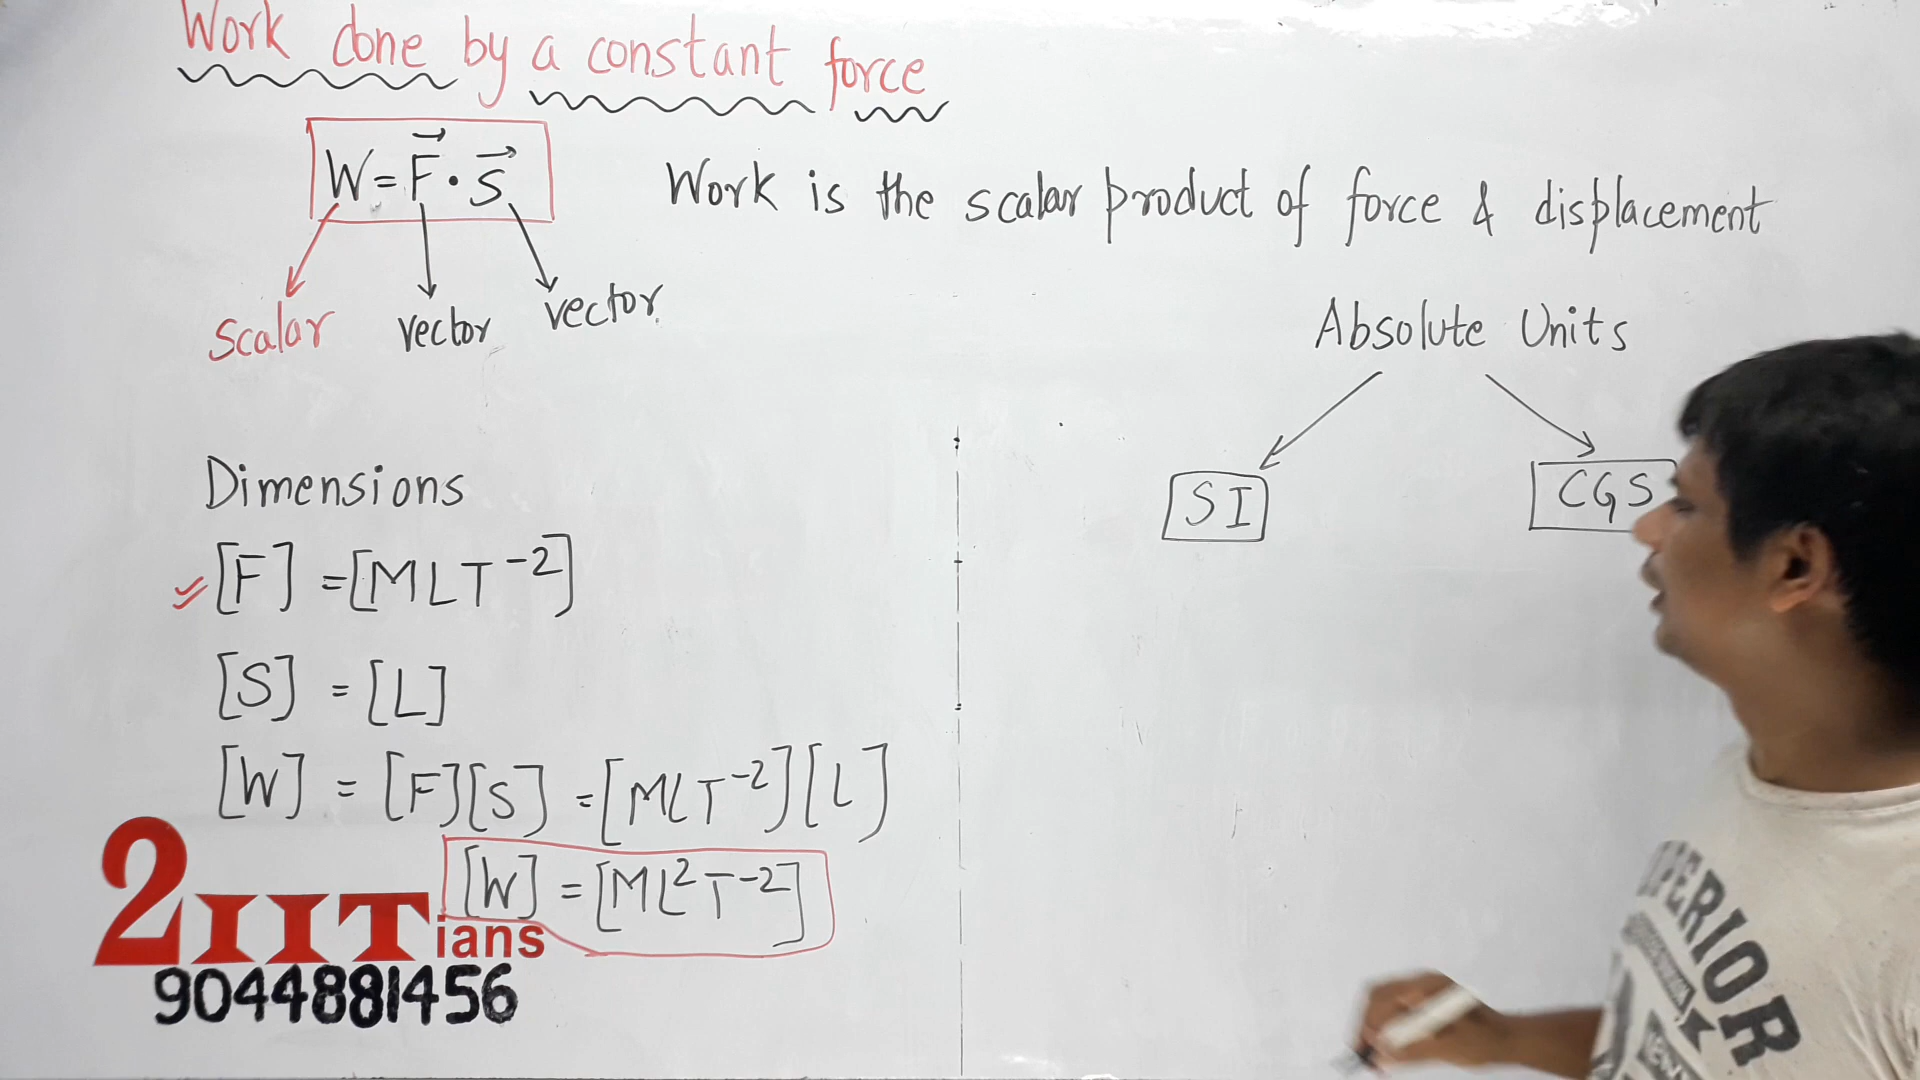 Work done by a constant force
W = F⃗ · S⃗
Work is the scalar product of force & displacement
Scalar vector vector
Absolute Units
SI CGS
Dimensions
[F] = [MLT⁻²]
[S] = [L]
[W] = [F][S] = [MLT⁻²][L]
[W] = [ML²T⁻²]
2IITians
9044881456
UPERIOR